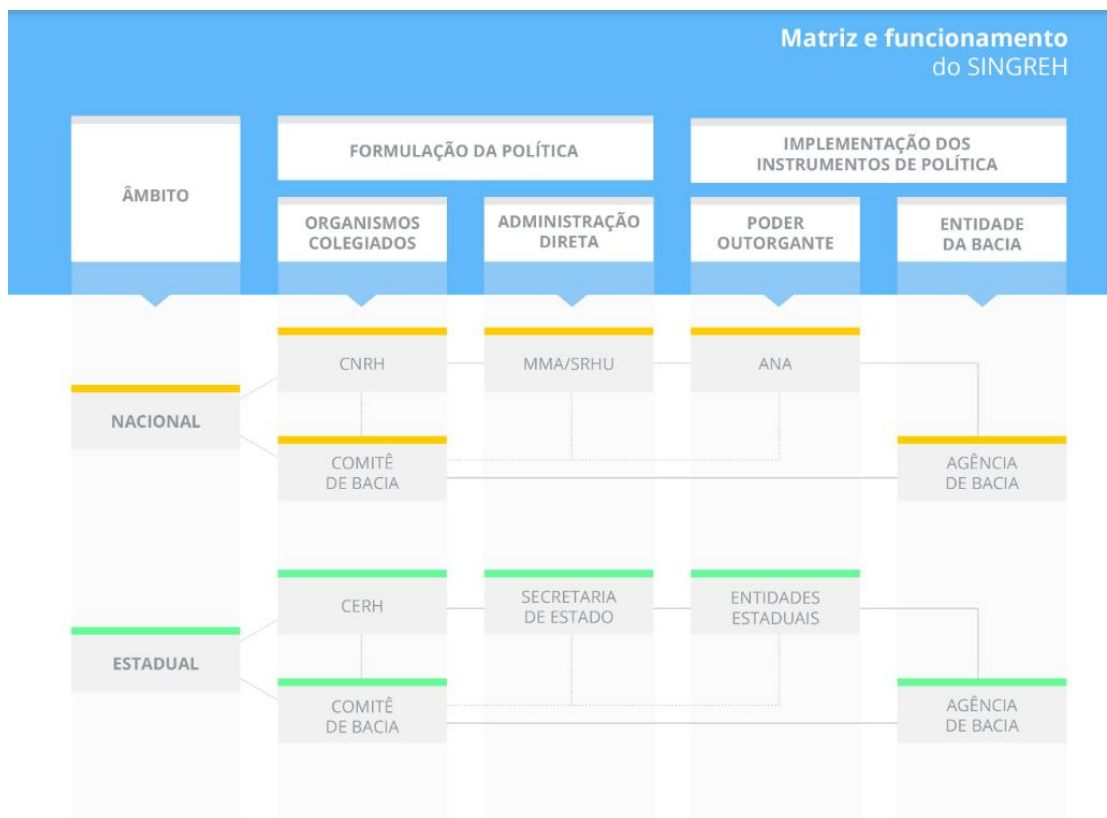 Matriz e funcionamento
do SINGREH
ÂMBITO
FORMULAÇÃO DA POLÍTICA
IMPLEMENTAÇÃO DOS
INSTRUMENTOS DE POLÍTICA
ORGANISMOS
COLEGIADOS
ADMINISTRAÇÃO
DIRETA
PODER
OUTORGANTE
ENTIDADE
DA BACIA
NACIONAL
CNRH
MMA/SRHU
ANA
COMITÊ
DE BACIA
AGÊNCIA
DE BACIA
ESTADUAL
CERH
SECRETARIA
DE ESTADO
ENTIDADES
ESTADUAIS
COMITÊ
DE BACIA
AGÊNCIA
DE BACIA